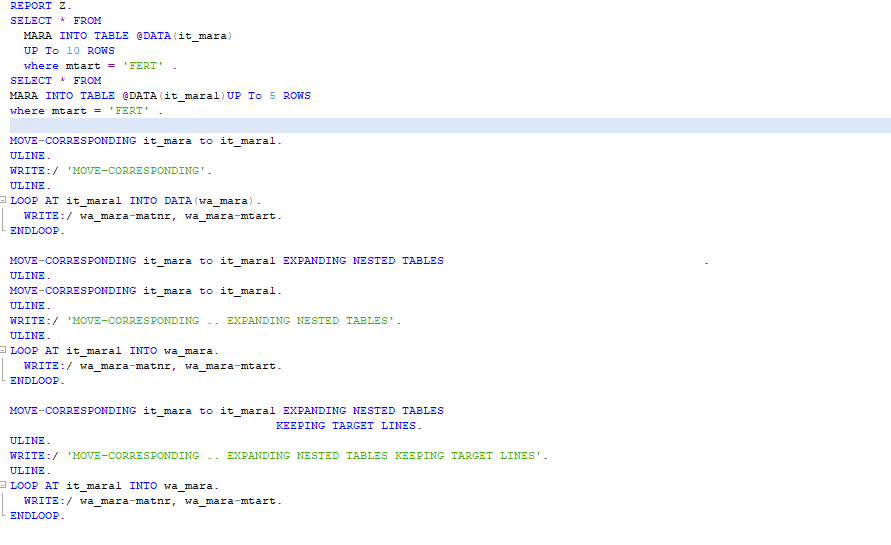 REPORT Z.
SELECT * FROM
MARA INTO TABLE @DATA(it_mara)
UP To 10 ROWS
where mtart = 'FERT' .
SELECT * FROM
MARA INTO TABLE @DATA(it_mara1)UP To 5 ROWS
where mtart = 'FERT' .
MOVE-CORRESPONDING it_mara to it_mara1.
ULINE.
WRITE:/ 'MOVE-CORRESPONDING'.
ULINE.
LOOP AT it_mara1 INTO DATA(wa_mara).
WRITE:/ wa_mara-matnr, wa_mara-mtart.
ENDLOOP.
MOVE-CORRESPONDING it_mara to it_mara1 EXPANDING NESTED TABLES .
ULINE.
MOVE-CORRESPONDING it_mara to it_mara1.
ULINE.
WRITE:/ 'MOVE-CORRESPONDING .. EXPANDING NESTED TABLES'.
ULINE.
LOOP AT it_mara1 INTO wa_mara.
WRITE:/ wa_mara-matnr, wa_mara-mtart.
ENDLOOP.
MOVE-CORRESPONDING it_mara to it_mara1 EXPANDING NESTED TABLES
KEEPING TARGET LINES.
ULINE.
WRITE:/ 'MOVE-CORRESPONDING .. EXPANDING NESTED TABLES KEEPING TARGET LINES'.
ULINE.
LOOP AT it_mara1 INTO wa_mara.
WRITE:/ wa_mara-matnr, wa_mara-mtart.
ENDLOOP.